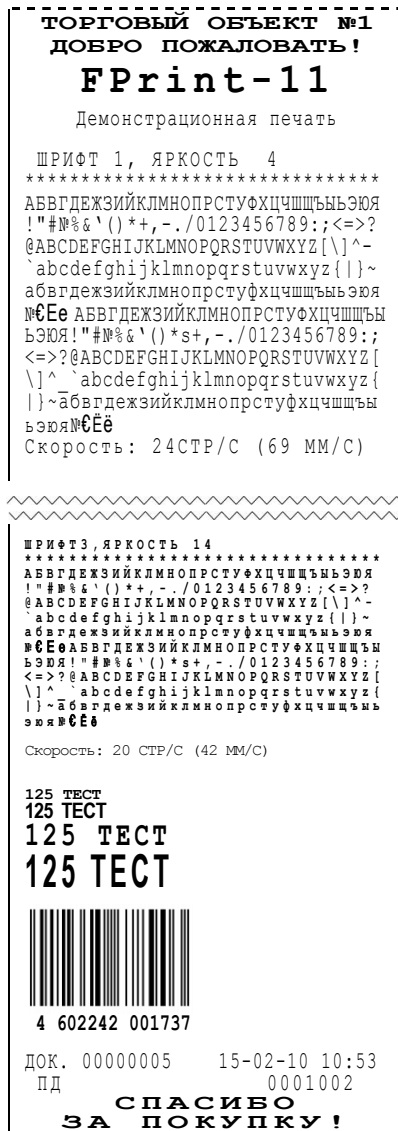 ТОРГОВЫЙ ОБЪЕКТ №1
ДОБРО ПОЖАЛОВАТЬ!
FPrint-11
Демонстрационная печать
ШРИФТ 1, ЯРКОСТЬ 4
********************************
АБВГДЕЖЗИЙКЛМНОПРСТУФХЦЧШЩЪЫЬЭЮЯ
!"#№%&`()*+,-./0123456789:;<=>?
@ABCDEFGHIJKLMNOPQRSTUVWXYZ[\]^-
`abcdefghijklmnopqrstuvwxyz{|}~
абвгдежзийклмнопрстуфхцчшщъыьэюя
№€Ее АБВГДЕЖЗИЙКЛМНОПРСТУФХЦЧШЩЪЫ
ЬЭЮЯ!"#№%&`()*s+,-./0123456789:;
<=>?@ABCDEFGHIJKLMNOPQRSTUVWXYZ[
\]^_`abcdefghijklmnopqrstuvwxyz{
|}~абвгдежзийклмнопрстуфхцчшщъы
ьэюя№€Ёё
Скорость: 24СТР/С (69 ММ/С)
ШРИФТ3,ЯРКОСТЬ 14
********************************
АБВГДЕЖЗИЙКЛМНОПРСТУФХЦЧШЩЪЫЬЭЮЯ
!"#№%&`()*+,-./0123456789:;<=>?
@ABCDEFGHIJKLMNOPQRSTUVWXYZ[\]^-
`abcdefghijklmnopqrstuvwxyz{|}~
абвгдежзийклмнопрстуфхцчшщъыьэюя
№€ЕеАБВГДЕЖЗИЙКЛМНОПРСТУФХЦЧШЩЪЫ
ЬЭЮЯ!"#№%&`()*s+,-./0123456789:;
<=>?@ABCDEFGHIJKLMNOPQRSTUVWXYZ[
\]^_`abcdefghijklmnopqrstuvwxyz{
|}~абвгдежзийклмнопрстуфхцчшщъыь
эюя№€Ёё
Скорость: 20 СТР/С (42 ММ/С)
125 ТЕСТ
125 ТЕСТ
125 ТЕСТ
125 ТЕСТ
4 602242 001737
ДОК. 00000005 15-02-10 10:53
ПД 0001002
СПАСИБО
ЗА ПОКУПКУ!